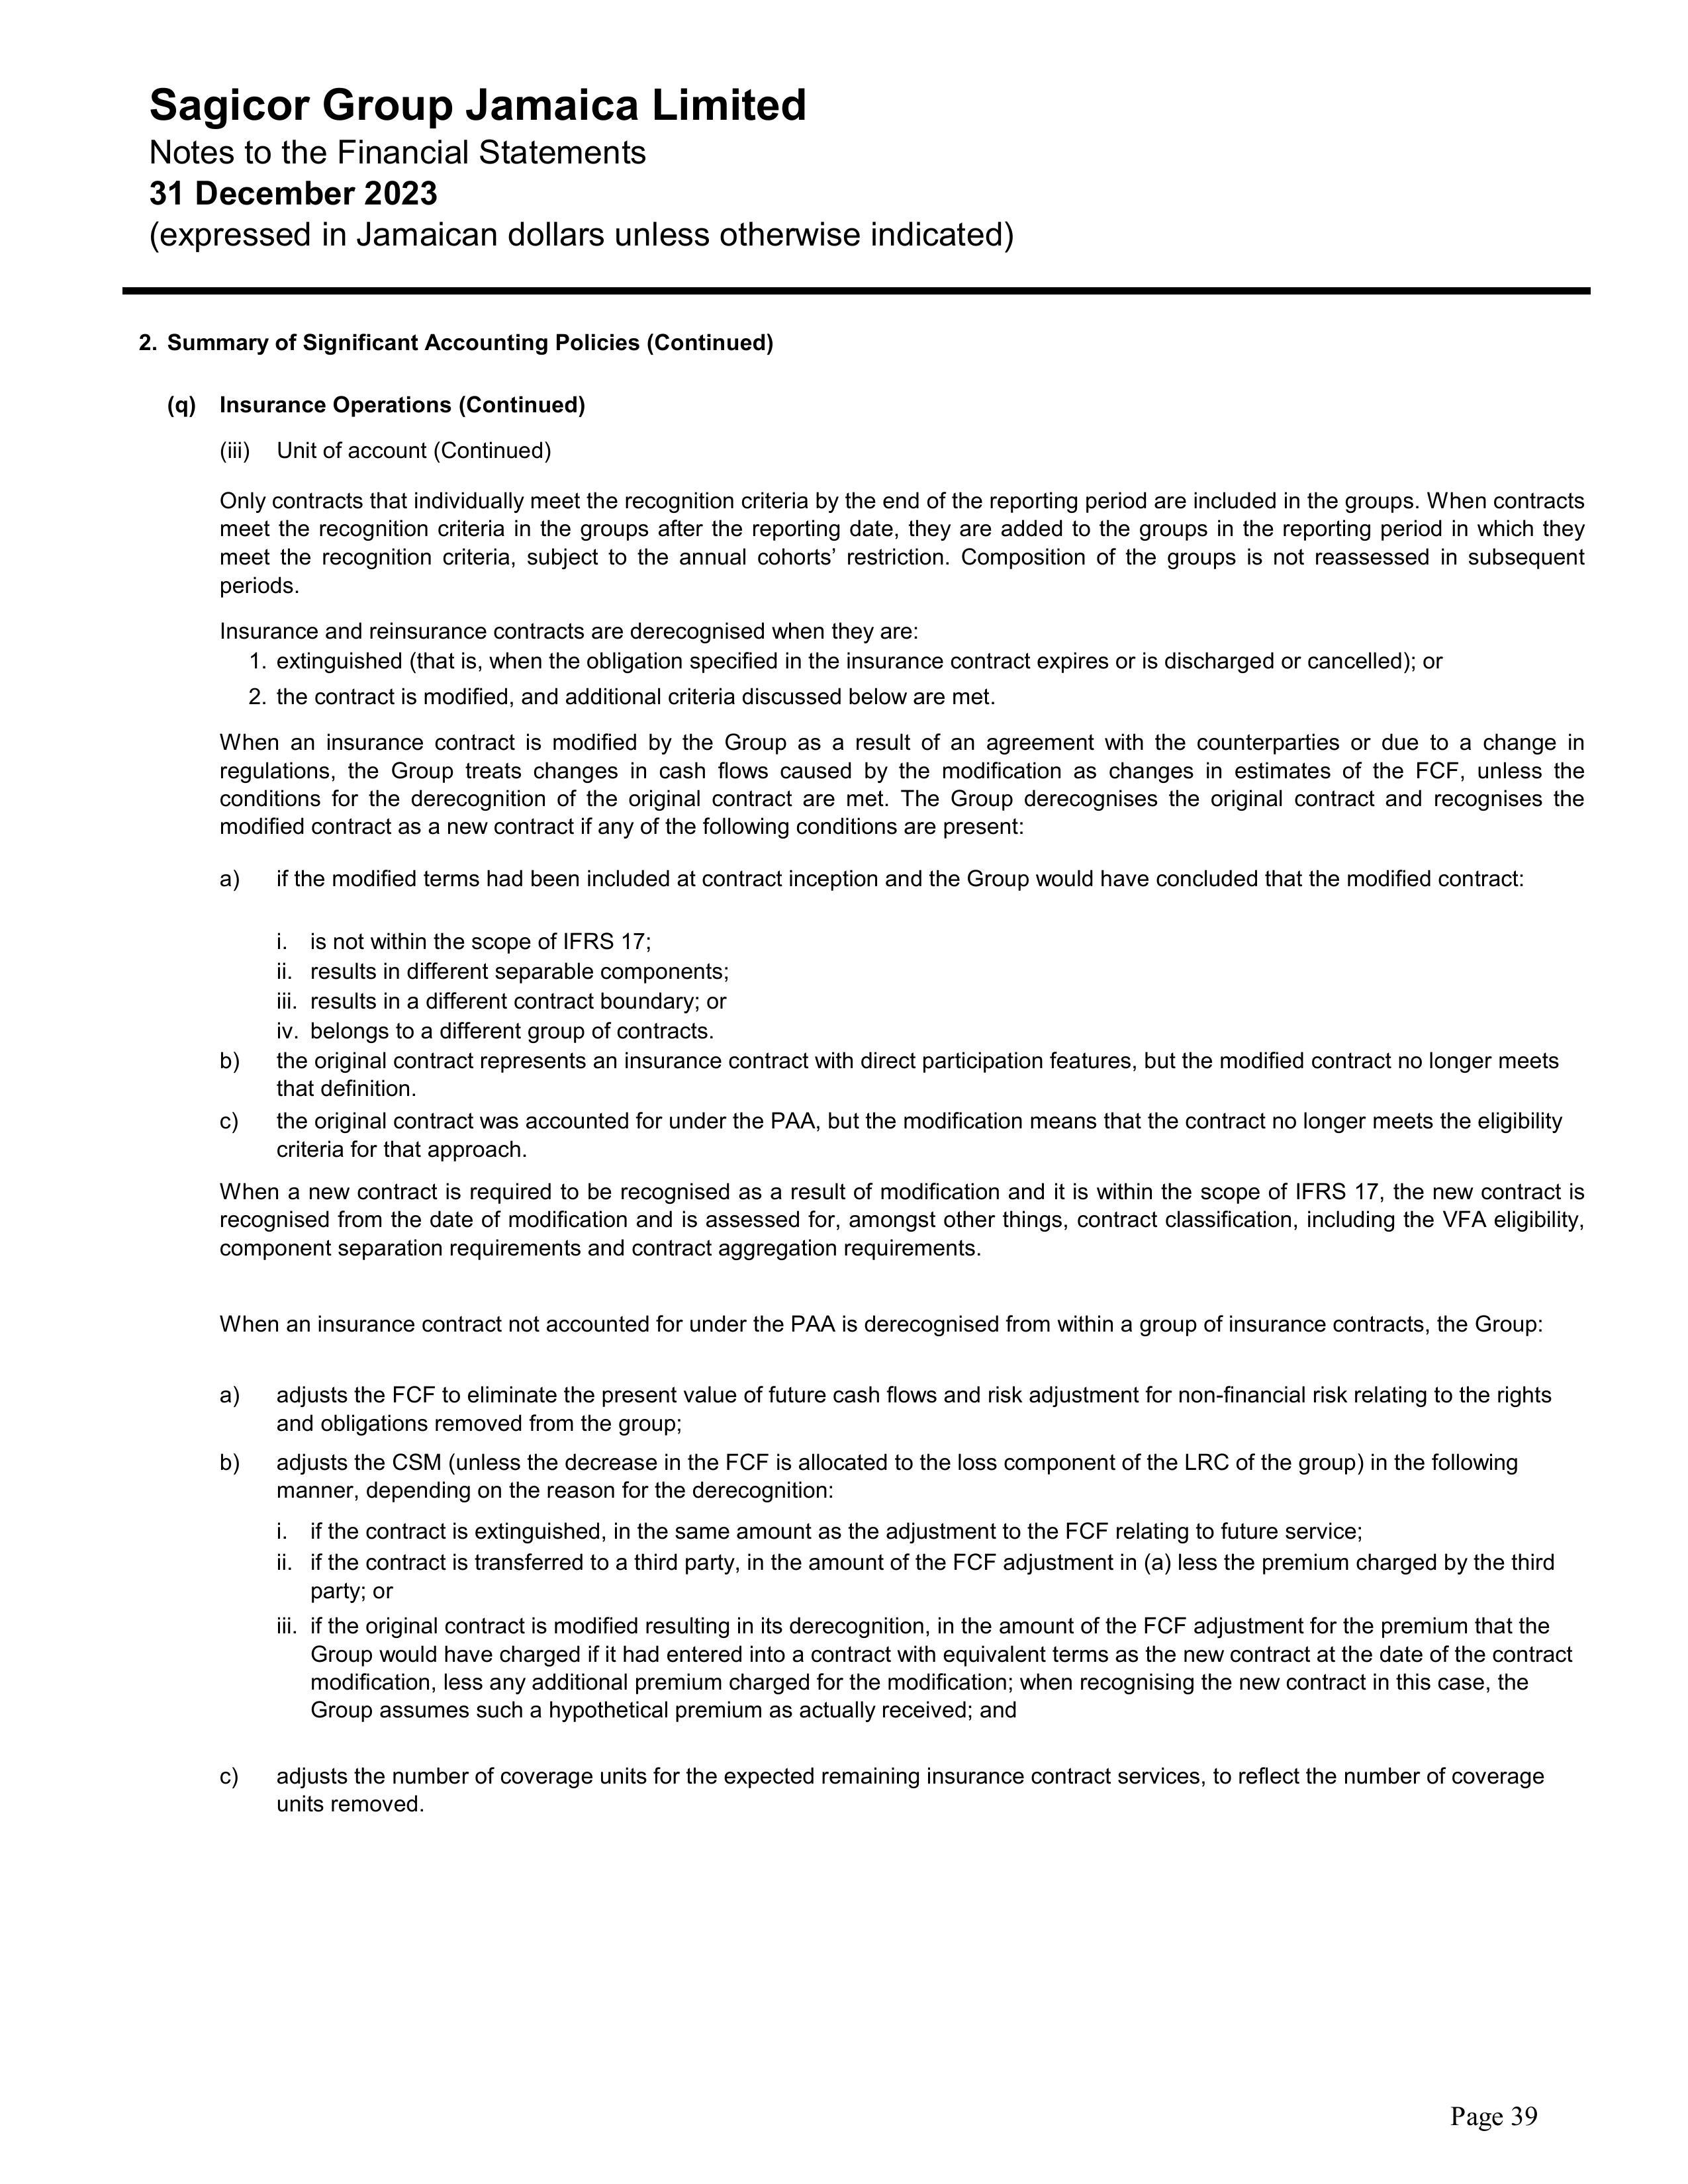 Sagicor Group Jamaica Limited
Notes to the Financial Statements
31 December 2023
(expressed in Jamaican dollars unless otherwise indicated)
2. Summary of Significant Accounting Policies (Continued)
(q) Insurance Operations (Continued)
(iii) Unit of account (Continued)
Only contracts that individually meet the recognition criteria by the end of the reporting period are included in the groups. When contracts
meet the recognition criteria in the groups after the reporting date, they are added to the groups in the reporting period in which they
meet the recognition criteria, subject to the annual cohorts’ restriction. Composition of the groups is not reassessed in subsequent
periods.
Insurance and reinsurance contracts are derecognised when they are:
1. extinguished (that is, when the obligation specified in the insurance contract expires or is discharged or cancelled); or
2. the contract is modified, and additional criteria discussed below are met.
When an insurance contract is modified by the Group as a result of an agreement with the counterparties or due to a change in
regulations, the Group treats changes in cash flows caused by the modification as changes in estimates of the FCF, unless the
conditions for the derecognition of the original contract are met. The Group derecognises the original contract and recognises the
modified contract as a new contract if any of the following conditions are present:
a) if the modified terms had been included at contract inception and the Group would have concluded that the modified contract:
i. is not within the scope of IFRS 17;
ii. results in different separable components;
iii. results in a different contract boundary; or
iv. belongs to a different group of contracts.
b) the original contract represents an insurance contract with direct participation features, but the modified contract no longer meets
that definition.
c) the original contract was accounted for under the PAA, but the modification means that the contract no longer meets the eligibility
criteria for that approach.
When a new contract is required to be recognised as a result of modification and it is within the scope of IFRS 17, the new contract is
recognised from the date of modification and is assessed for, amongst other things, contract classification, including the VFA eligibility,
component separation requirements and contract aggregation requirements.
When an insurance contract not accounted for under the PAA is derecognised from within a group of insurance contracts, the Group:
a) adjusts the FCF to eliminate the present value of future cash flows and risk adjustment for non-financial risk relating to the rights
and obligations removed from the group;
b) adjusts the CSM (unless the decrease in the FCF is allocated to the loss component of the LRC of the group) in the following
manner, depending on the reason for the derecognition:
i. if the contract is extinguished, in the same amount as the adjustment to the FCF relating to future service;
ii. if the contract is transferred to a third party, in the amount of the FCF adjustment in (a) less the premium charged by the third
party; or
iii. if the original contract is modified resulting in its derecognition, in the amount of the FCF adjustment for the premium that the
Group would have charged if it had entered into a contract with equivalent terms as the new contract at the date of the contract
modification, less any additional premium charged for the modification; when recognising the new contract in this case, the
Group assumes such a hypothetical premium as actually received; and
c) adjusts the number of coverage units for the expected remaining insurance contract services, to reflect the number of coverage
units removed.
Page 39